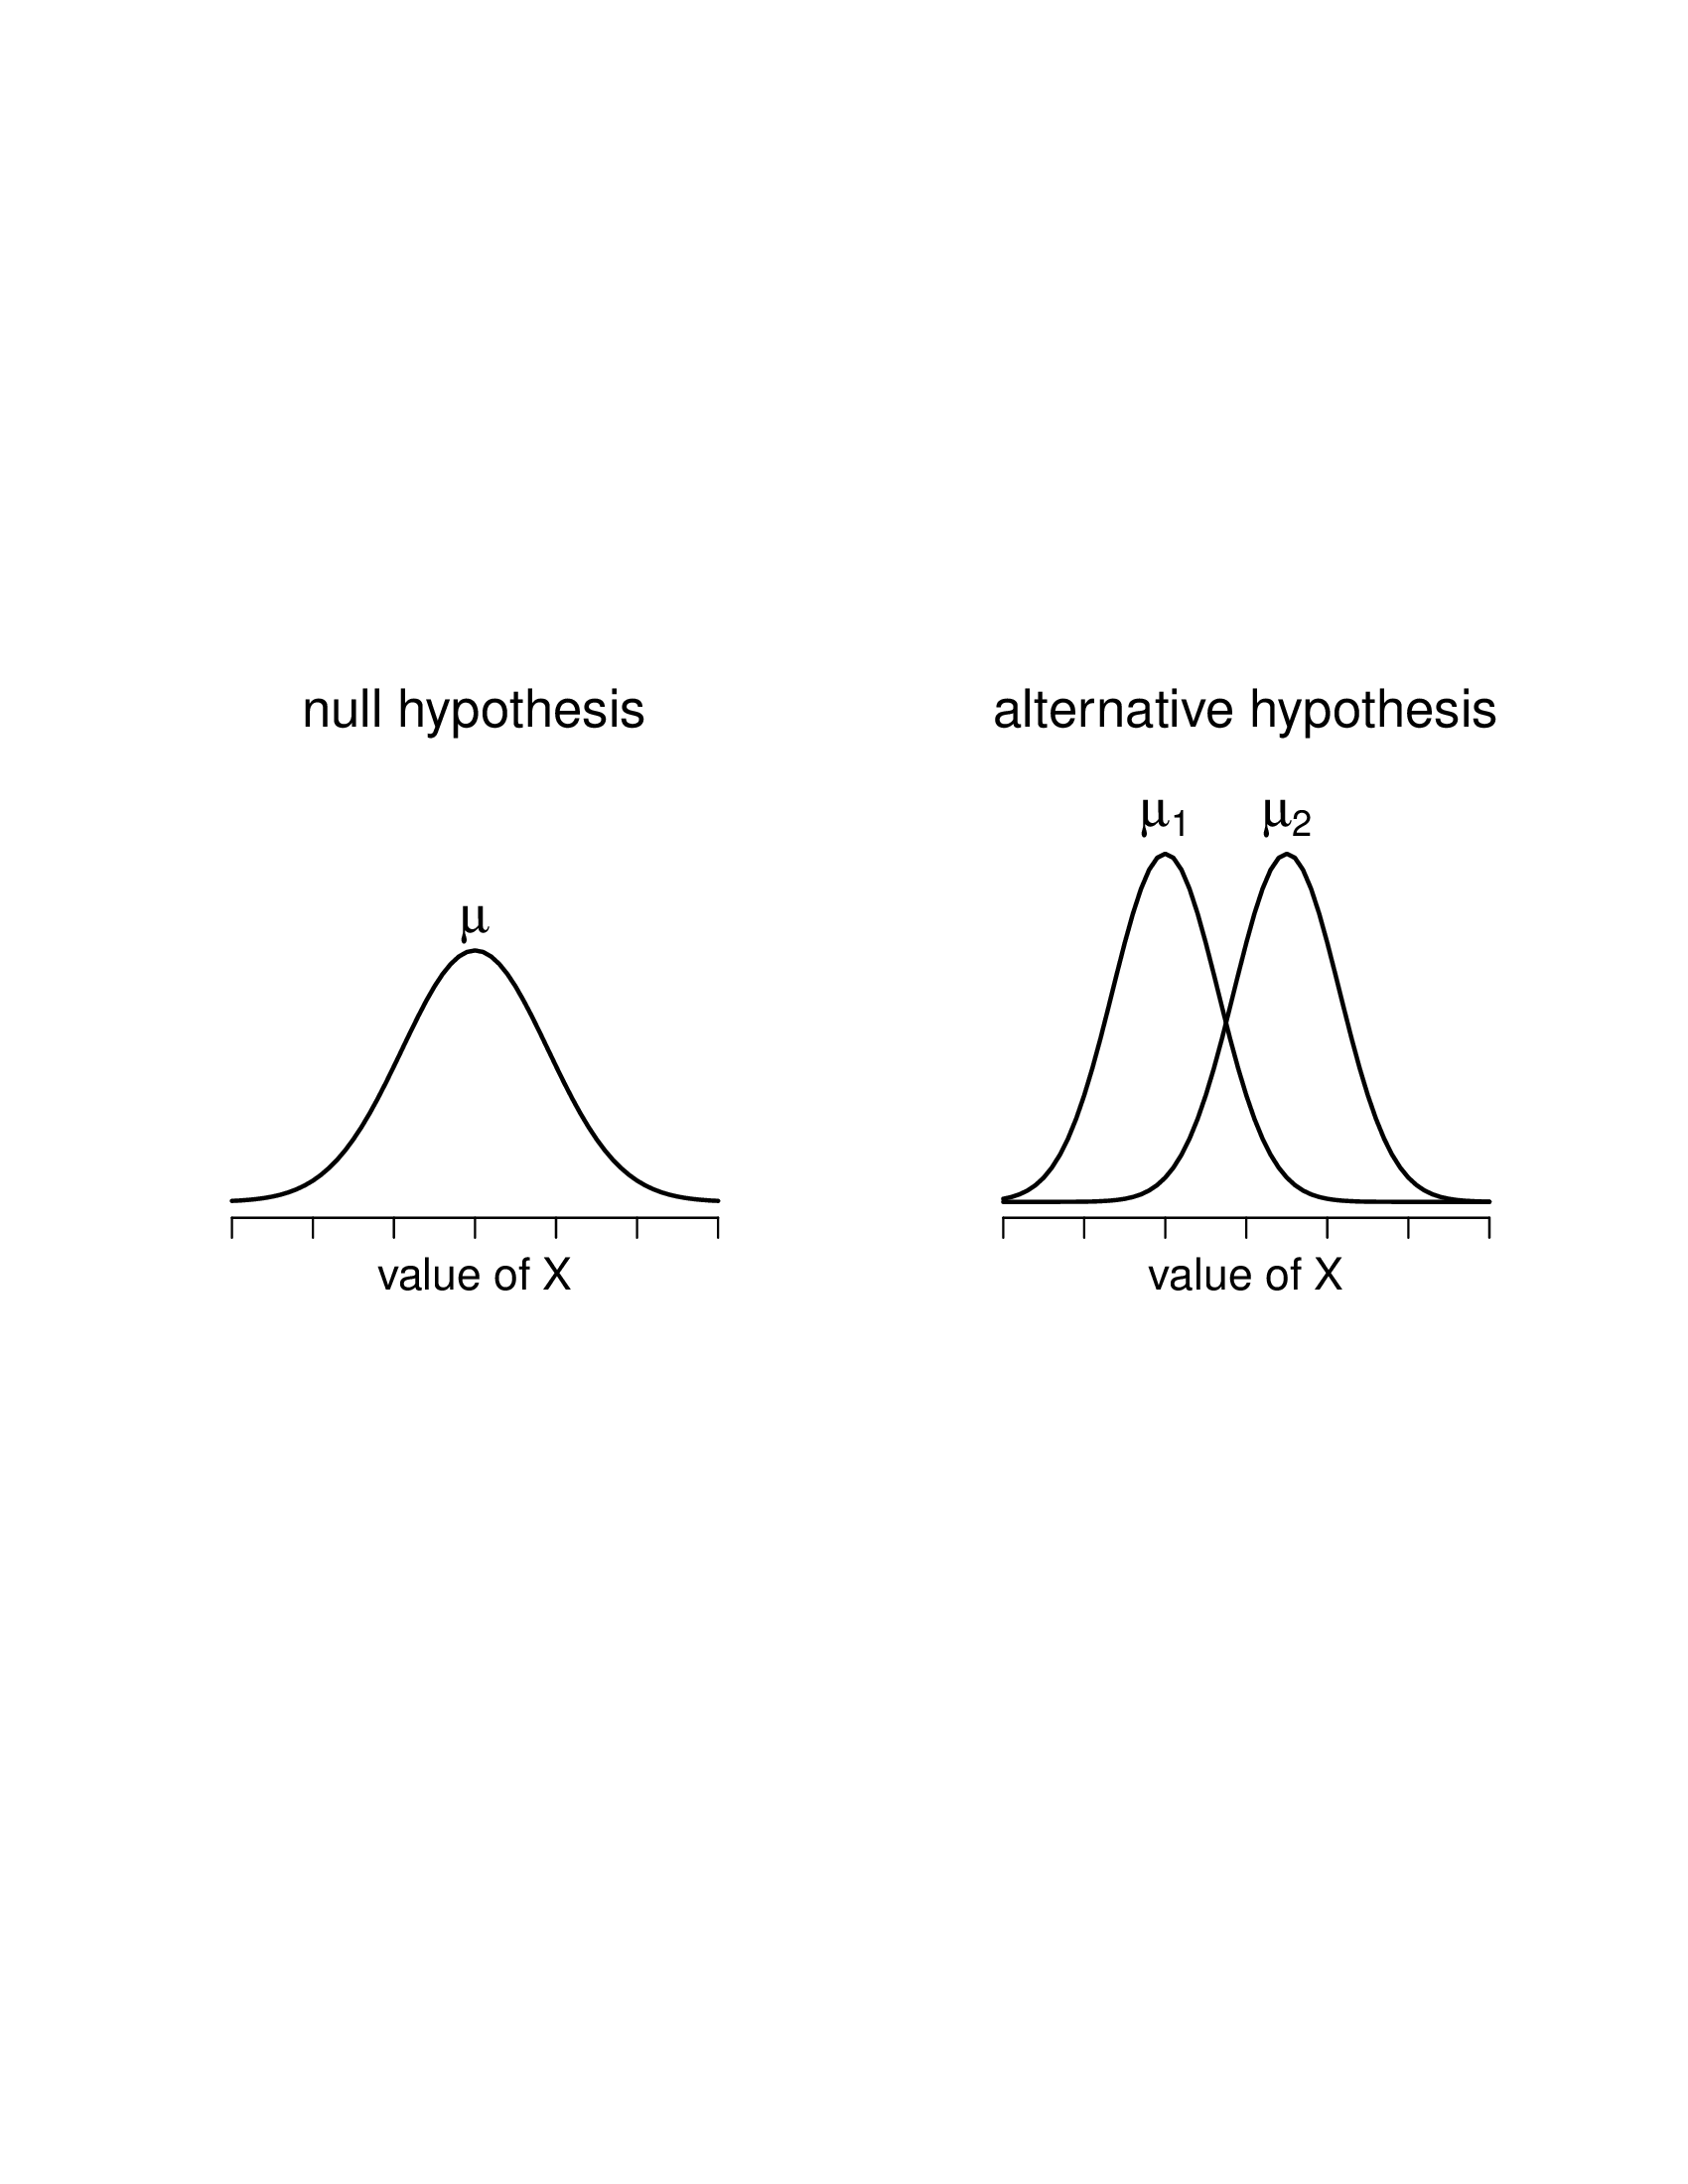 null hypothesis
μ
value of X
alternative hypothesis
μ1 μ2
value of X